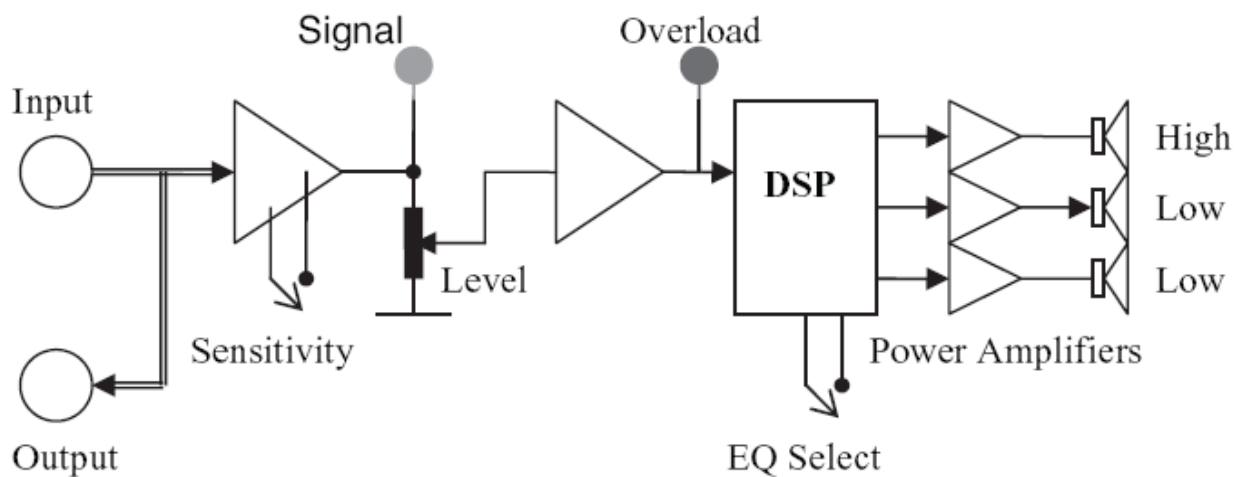 Signal
Overload
Input
High
DSP
Low
Level
Low
Sensitivity
Power Amplifiers
Output
EQ Select